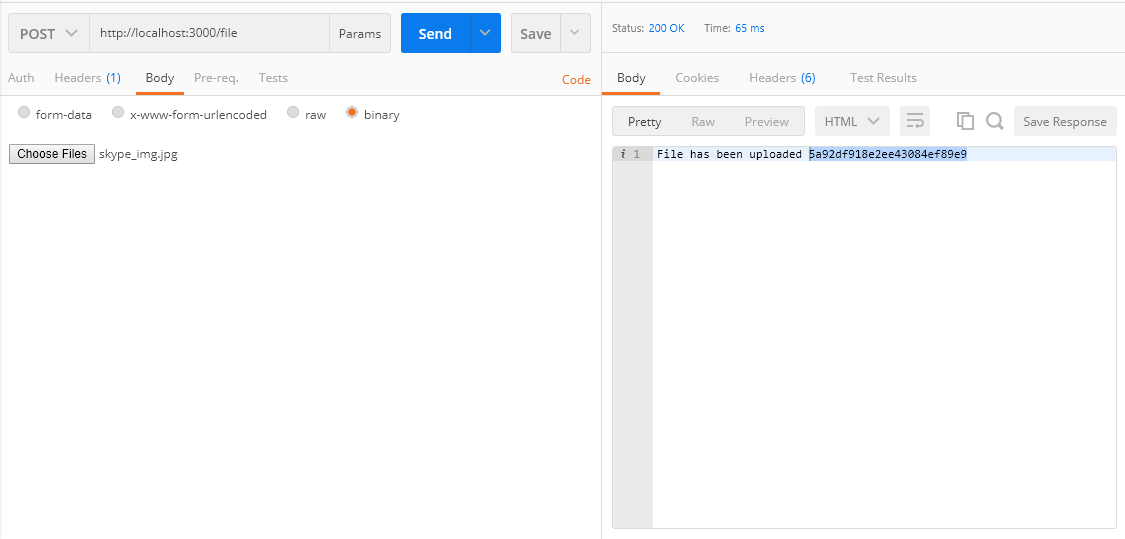 POST http://localhost:3000/file Params Send Save
Auth Headers (1) Body Pre-req. Tests Code
form-data x-www-form-urlencoded raw binary
Choose Files skype_img.jpg
Status: 200 OK Time: 65 ms
Body Cookies Headers (6) Test Results
Pretty Raw Preview HTML Save Response
i 1 File has been uploaded 5a92df918e2ee43084ef89e9